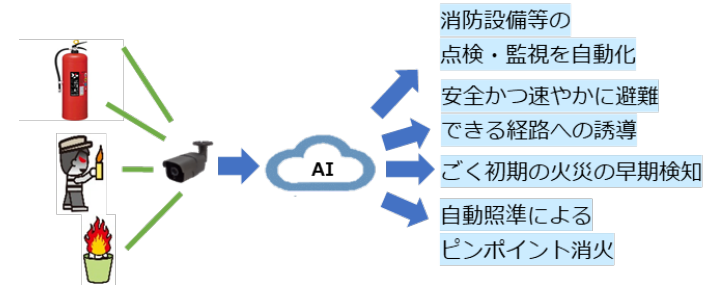 消防設備等の
点検・監視を自動化
安全かつ速やかに避難
できる経路への誘導
AI
ごく初期の火災の早期検知
自動照準による
ピンポイント消火